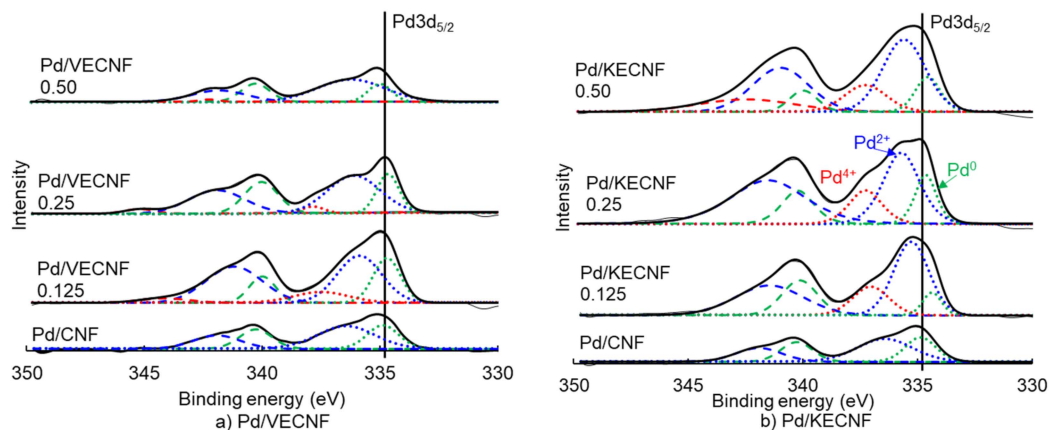 Pd3d5/2
Pd/VECNF
0.50
Pd/VECNF
0.25
Pd/VECNF
0.125
Pd/CNF
Intensity
350
345
340
335
330
Binding energy (eV)
a) Pd/VECNF
Pd3d5/2
Pd/KECNF
0.50
Pd2+
Pd4+
Pd0
Pd/KECNF
0.25
Pd/KECNF
0.125
Pd/CNF
Intensity
350
345
340
335
330
Binding energy (eV)
b) Pd/KECNF